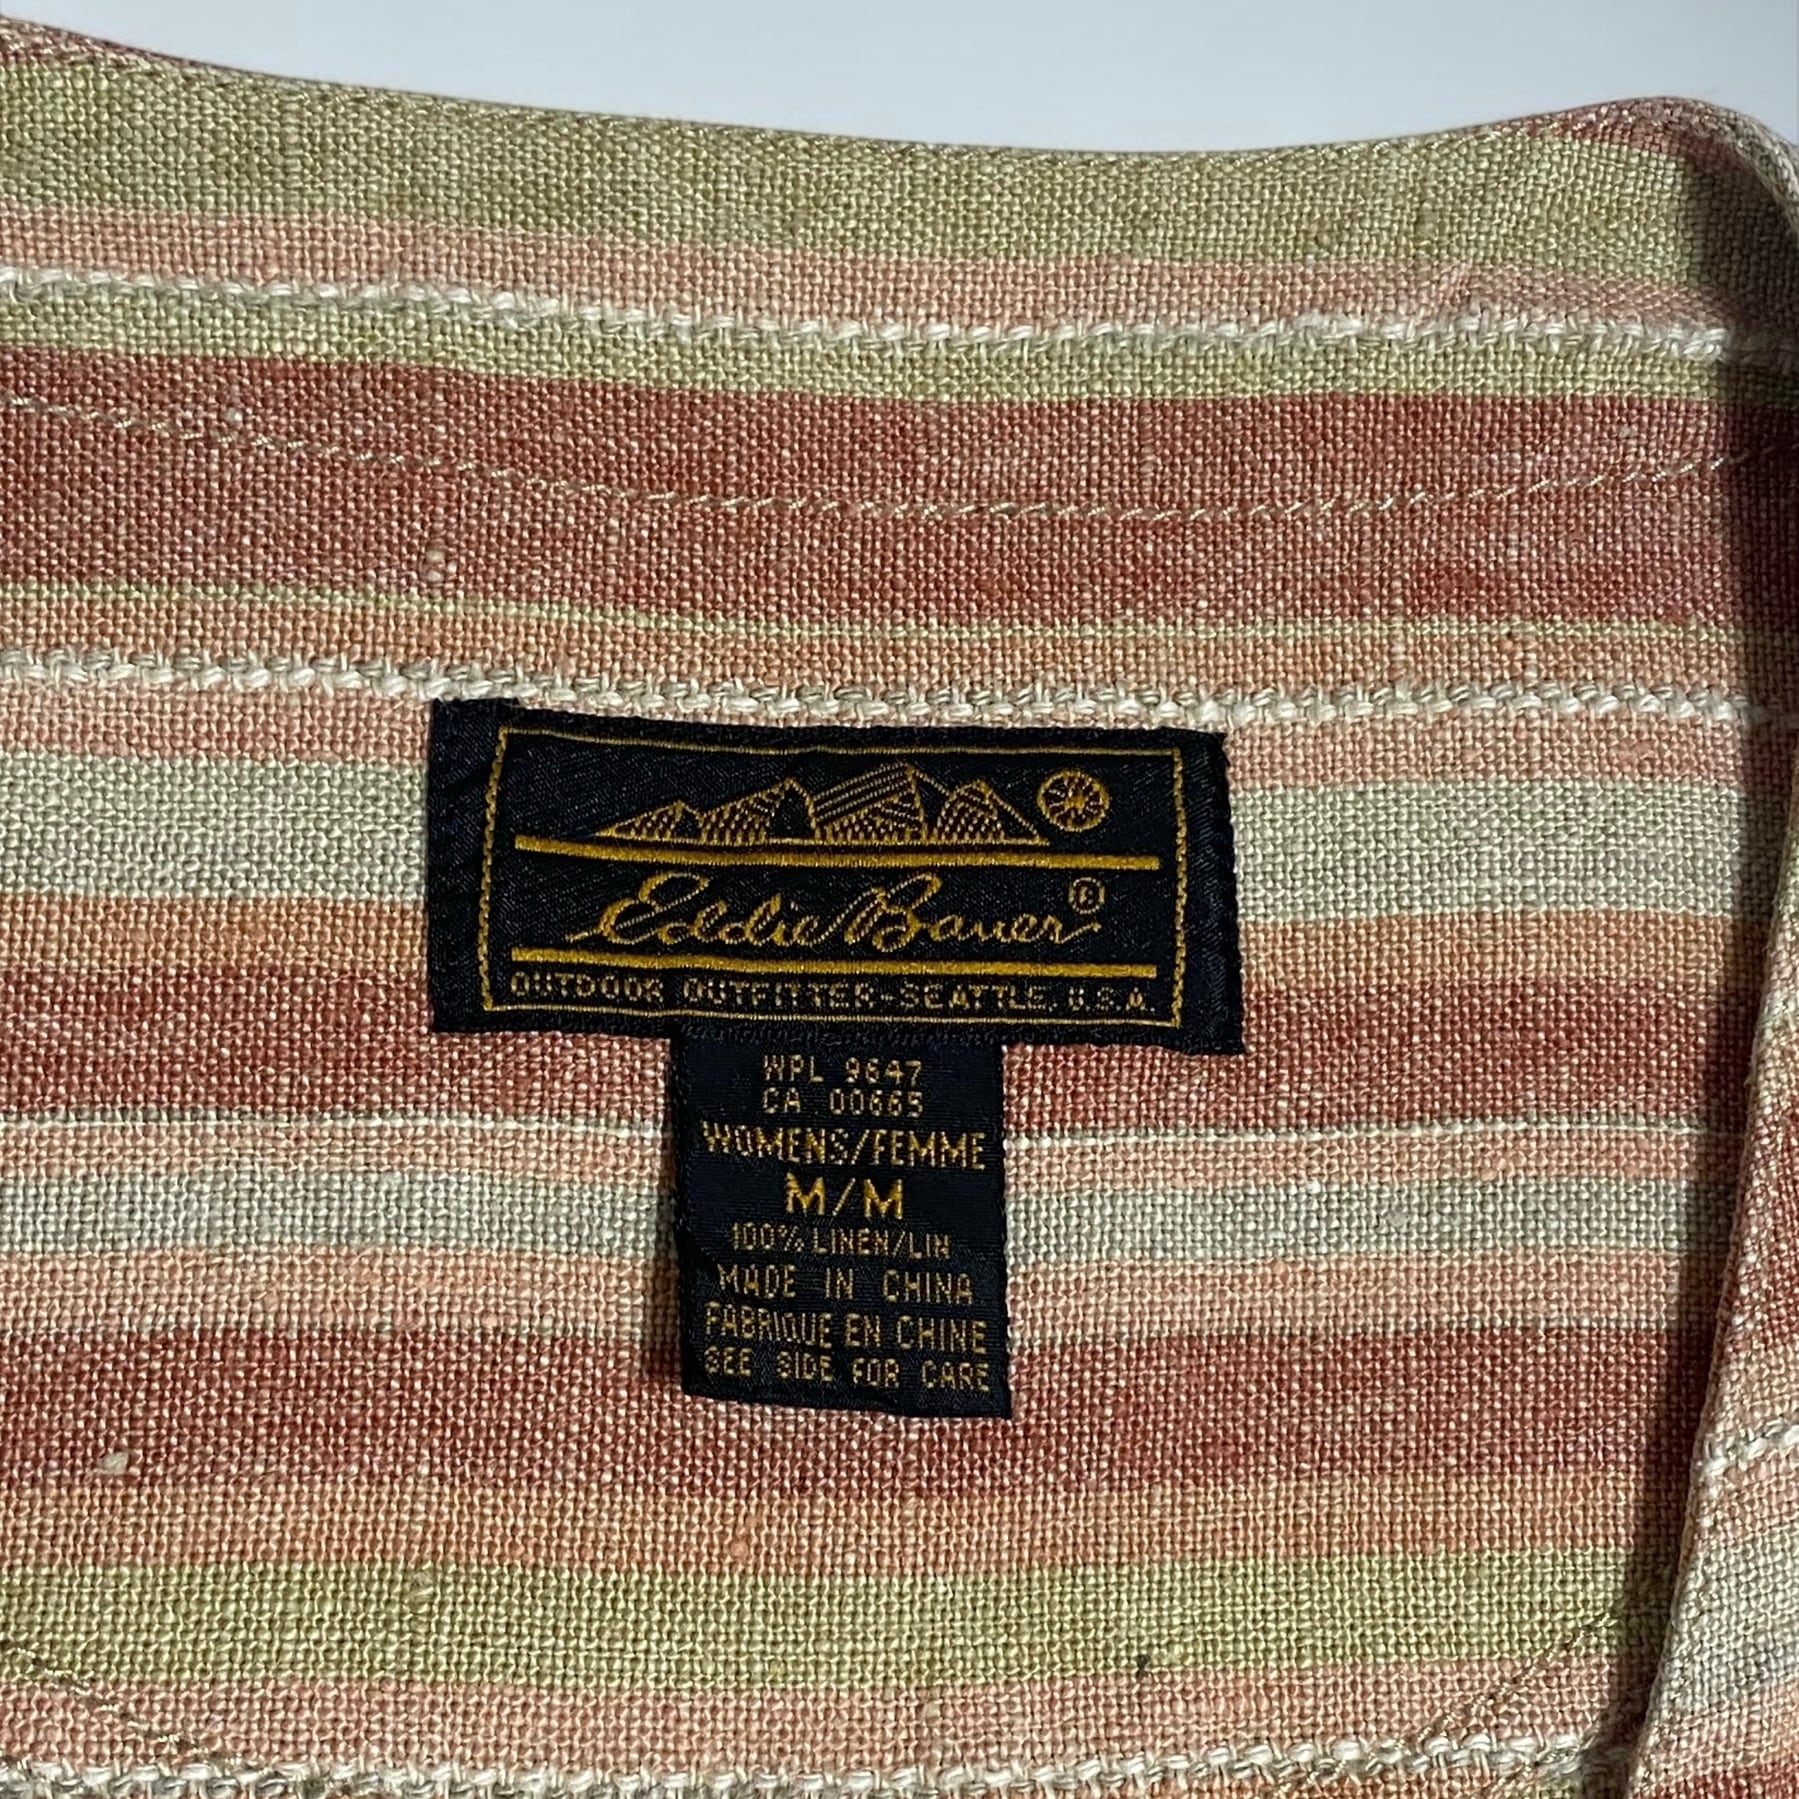 Eddie Bauer®
OUTDOOR OUTFITTER-SEATTLE, U.S.A.
WPL 9647
CA 00665
WOMENS/FEMME
M/M
100% LINEN/LIN
MADE IN CHINA
FABRIQUE EN CHINE
SEE SIDE FOR CARE